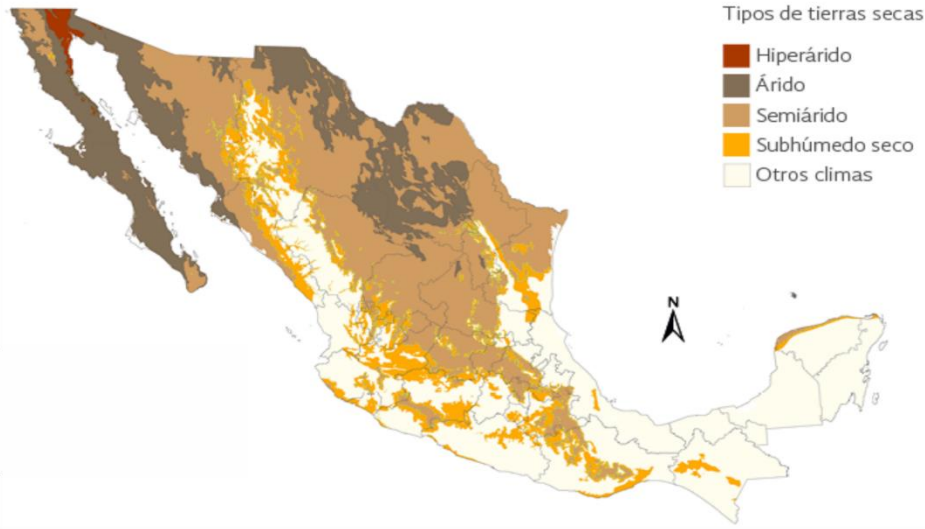 Tipos de tierras secas
Hiperárido
Árido
Semiárido
Subhúmedo seco
Otros climas
N